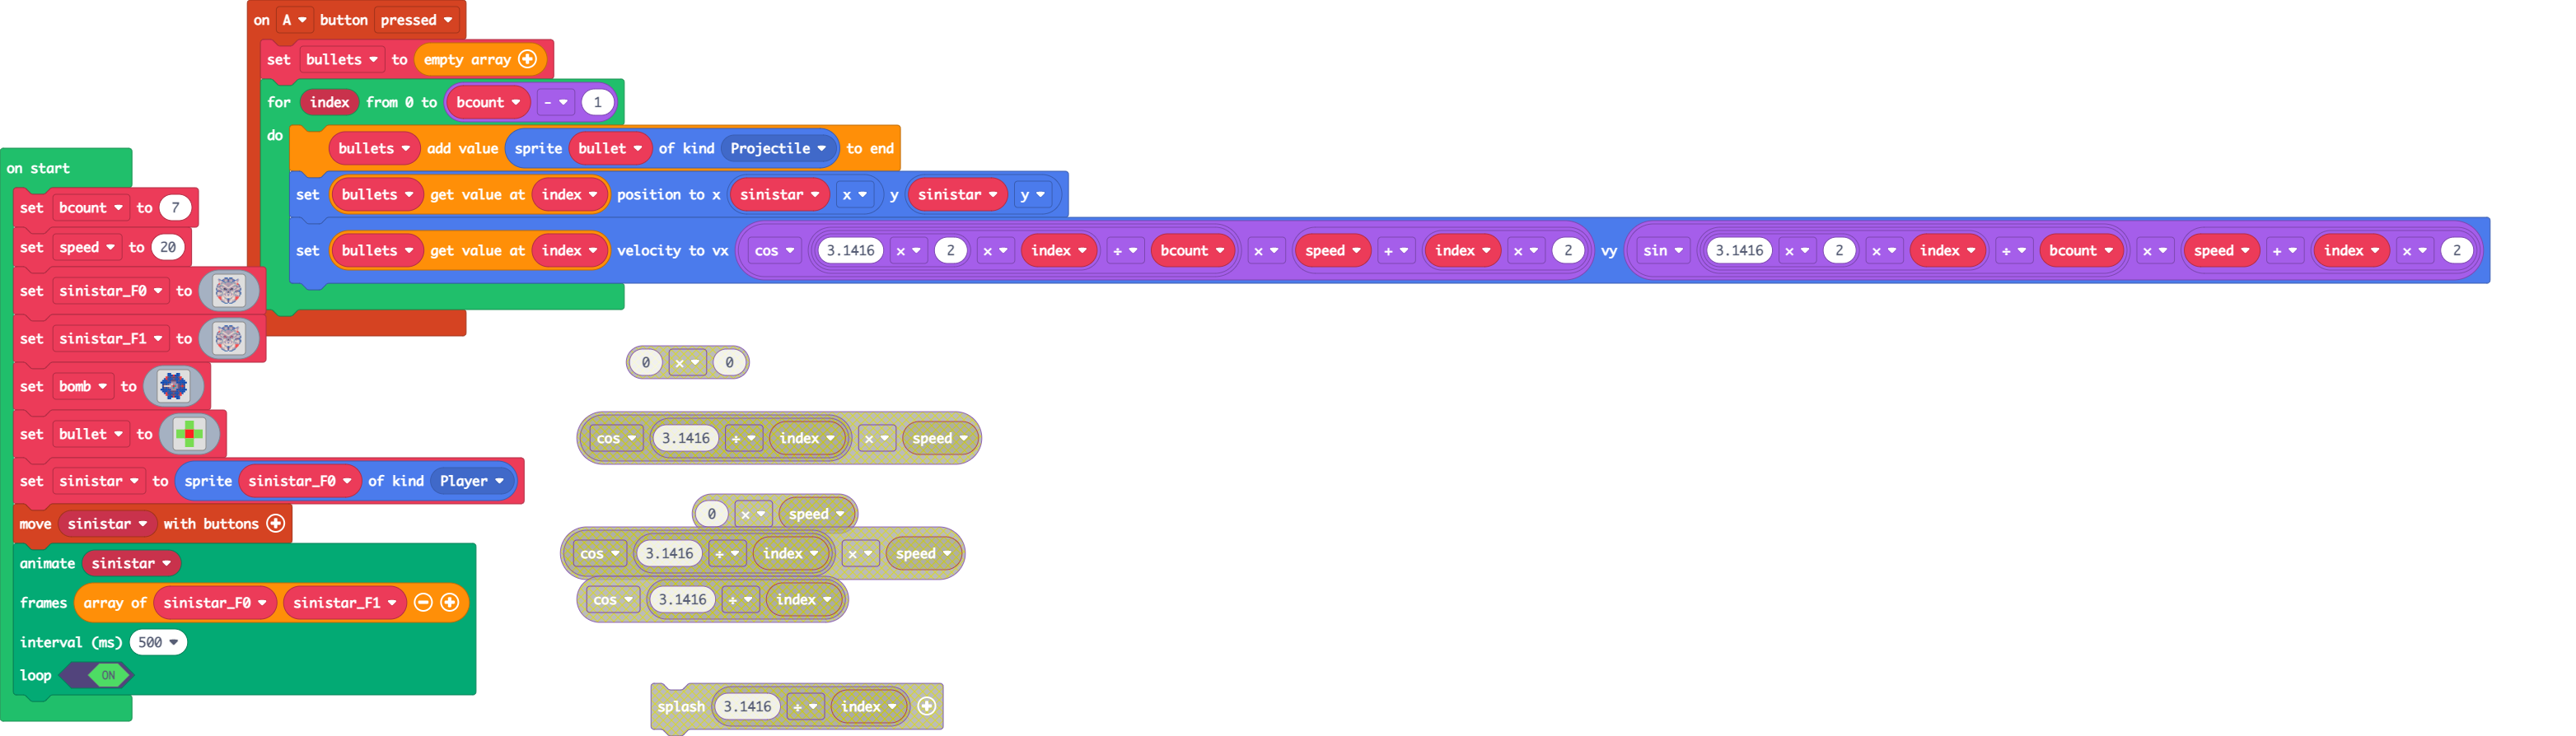 on A button pressed
set bullets to empty array
for index from 0 to bcount - 1
do
bullets add value sprite bullet of kind Projectile to end
set bullets get value at index position to x sinistar x y sinistar y
set bullets get value at index velocity to vx cos 3.1416 × 2 × index ÷ bcount × speed + index × 2 vy sin 3.1416 × 2 × index ÷ bcount × speed + index × 2
on start
set bcount to 7
set speed to 20
set sinistar_F0 to
set sinistar_F1 to
set bomb to
set bullet to
set sinistar to sprite sinistar_F0 of kind Player
move sinistar with buttons
animate sinistar
frames array of sinistar_F0 sinistar_F1
interval (ms) 500
loop ON
0 × 0
cos 3.1416 ÷ index × speed
0 × speed
cos 3.1416 ÷ index × speed
cos 3.1416 ÷ index
splash 3.1416 ÷ index